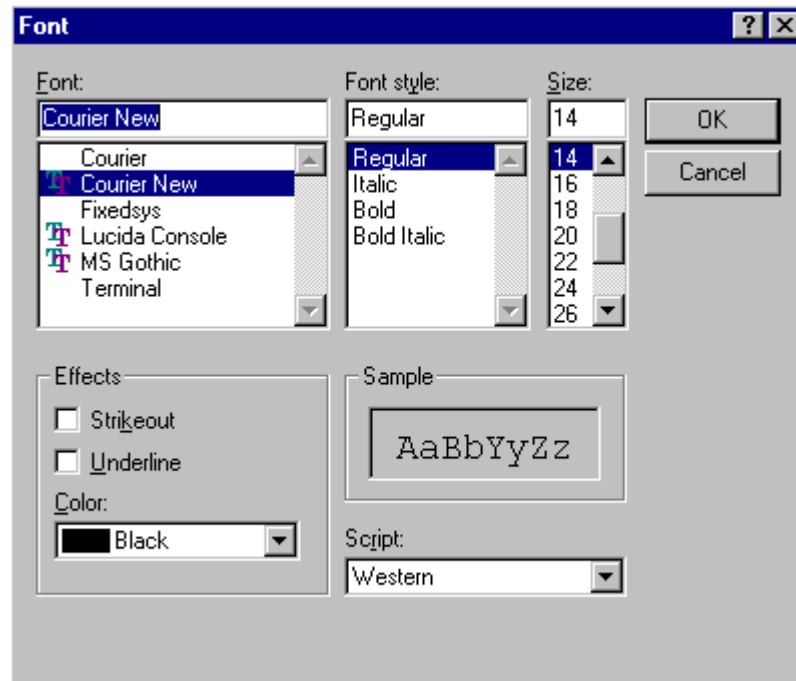 Font
Font:
Courier New
Courier
Courier New
Fixedsys
Lucida Console
MS Gothic
Terminal
Font style:
Regular
Regular
Italic
Bold
Bold Italic
Size:
14
14
16
18
20
22
24
26
OK
Cancel
Effects
Strikeout
Underline
Color:
Black
Sample
AaBbYyZz
Script:
Western